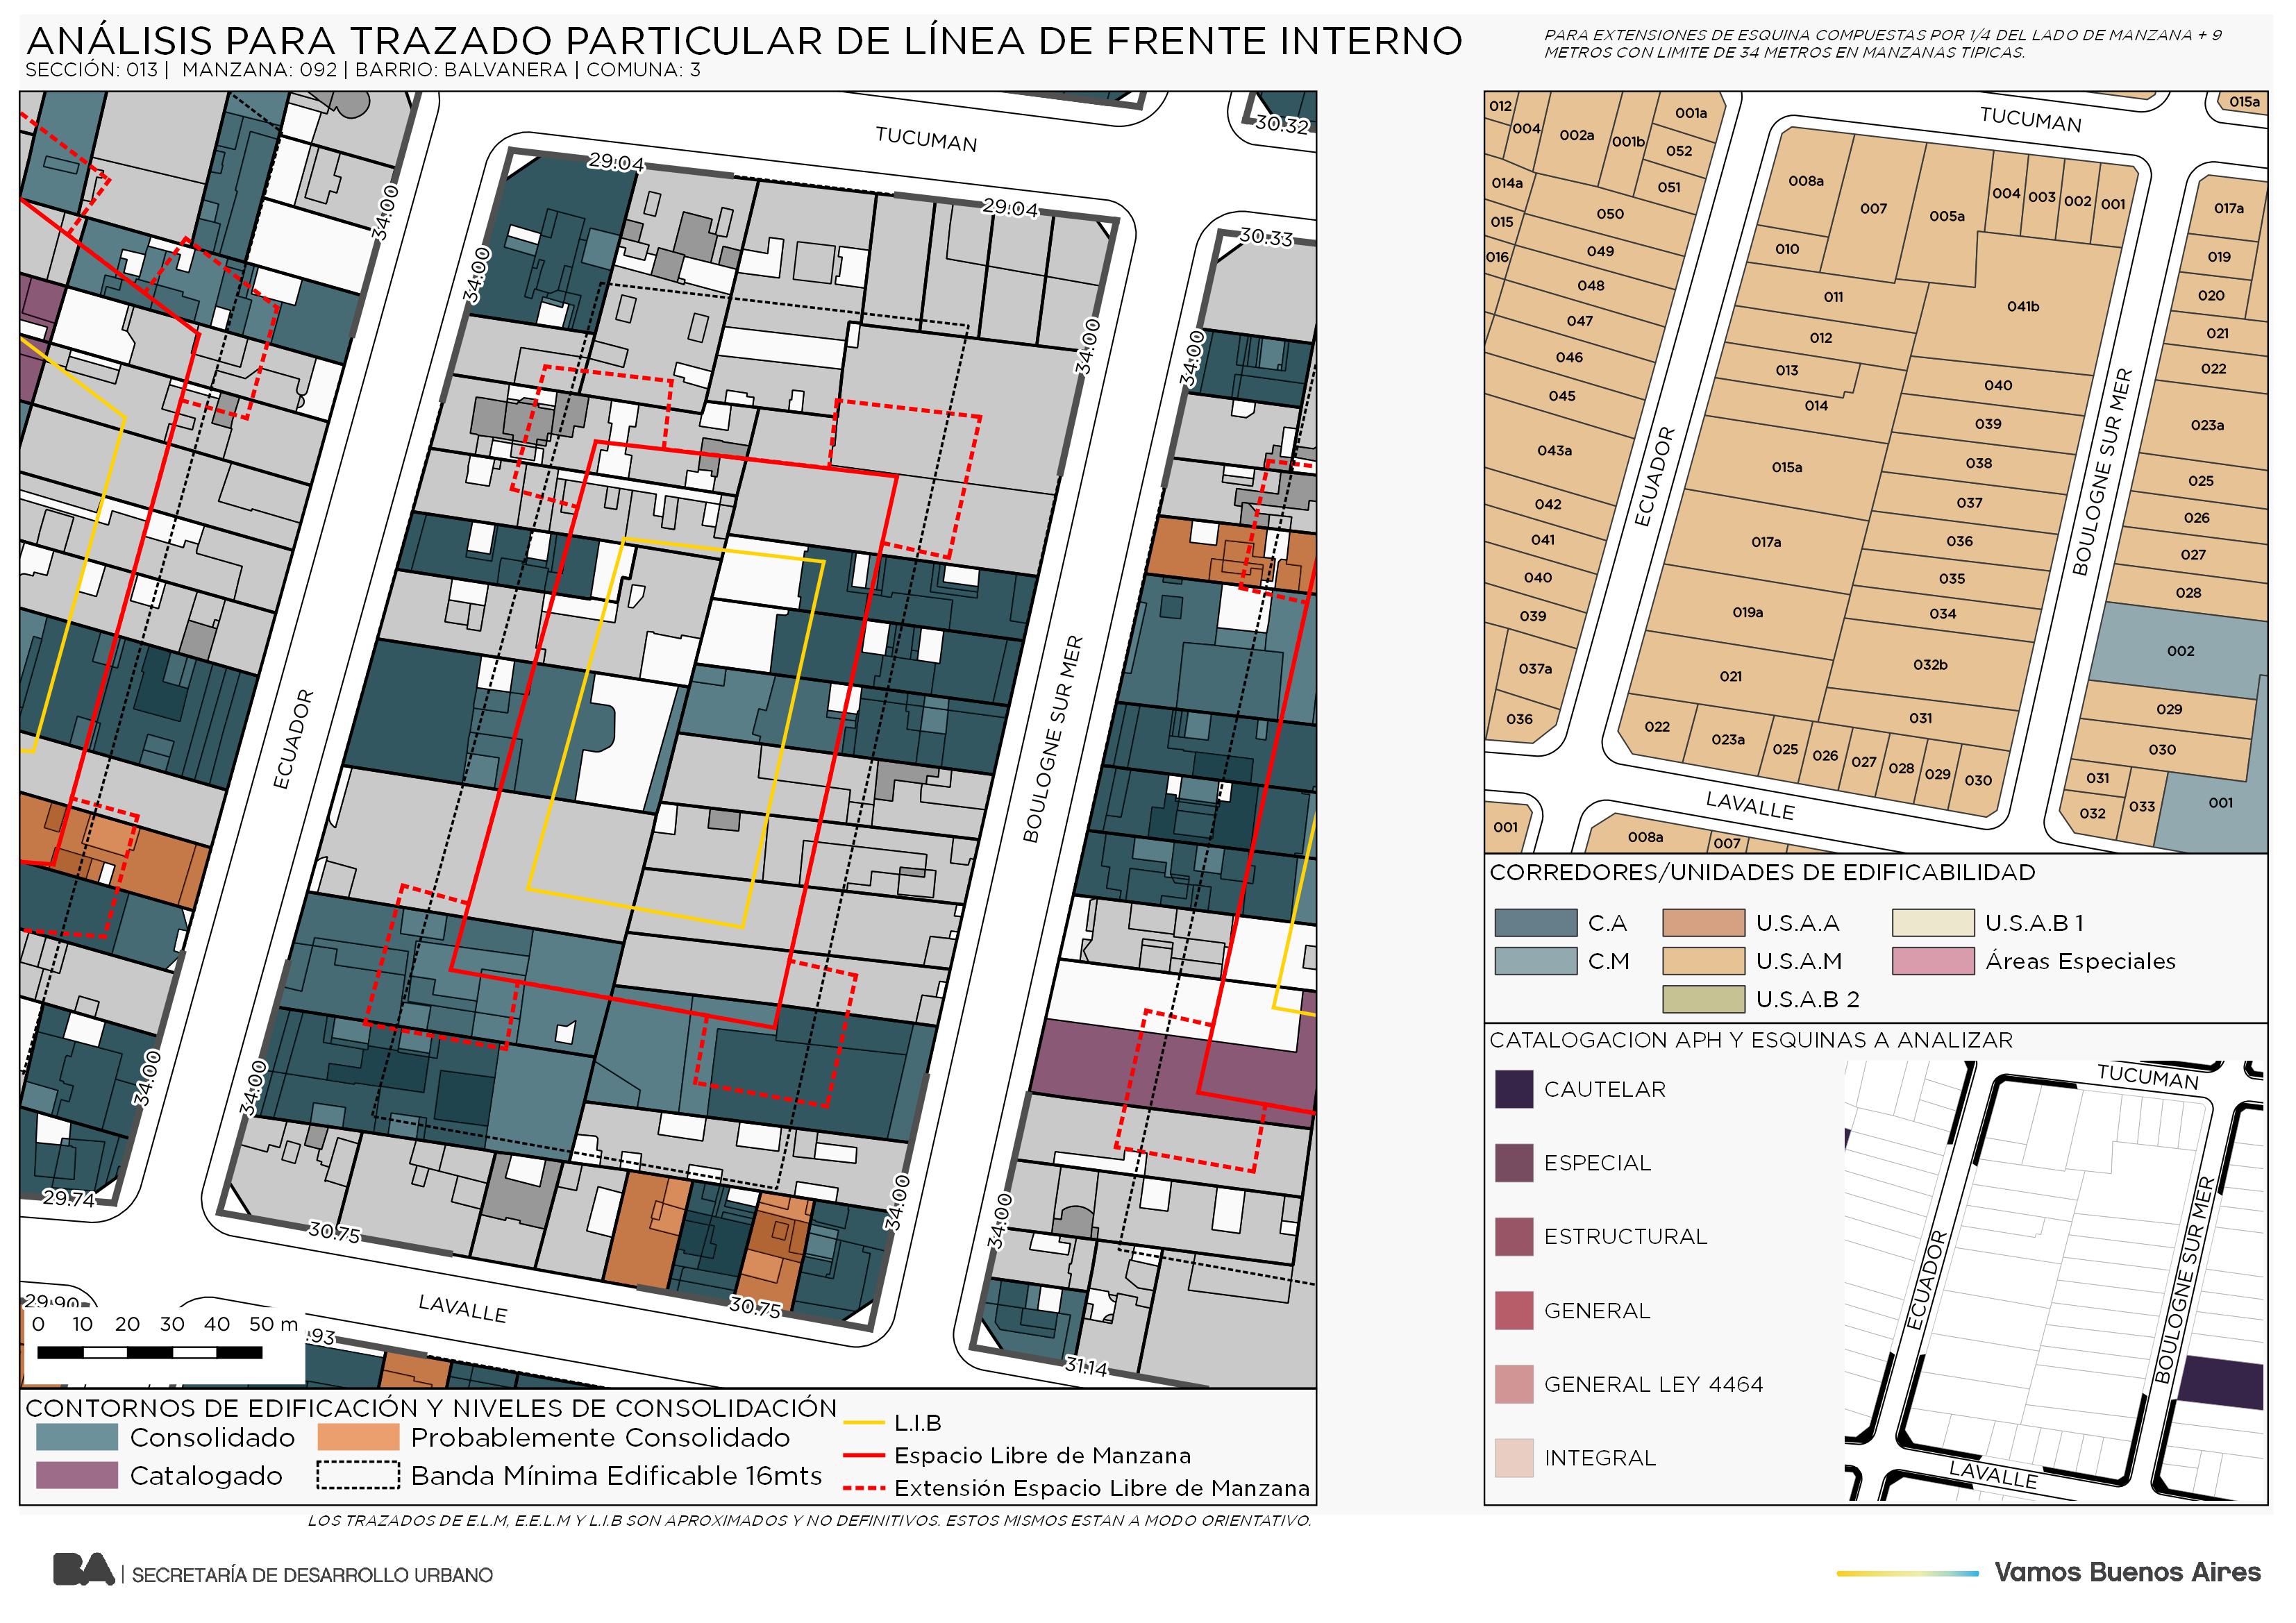 ANÁLISIS PARA TRAZADO PARTICULAR DE LÍNEA DE FRENTE INTERNO
SECCIÓN: 013 | MANZANA: 092 | BARRIO: BALVANERA | COMUNA: 3
PARA EXTENSIONES DE ESQUINA COMPUESTAS POR 1/4 DEL LADO DE MANZANA + 9
METROS CON LIMITE DE 34 METROS EN MANZANAS TIPICAS.
TUCUMAN
30.32
29.04
29.04
34.00
34.00
30.33
34.00
34.00
ECUADOR
BOULOGNE SUR MER
34.00
34.00
34.00
34.00
29.74
30.75
30.75
LAVALLE
31.14
29.90
.93
0 10 20 30 40 50 m
CONTORNOS DE EDIFICACIÓN Y NIVELES DE CONSOLIDACIÓN
Consolidado
Probablemente Consolidado
Catalogado
Banda Mínima Edificable 16mts
L.I.B
Espacio Libre de Manzana
Extensión Espacio Libre de Manzana
LOS TRAZADOS DE E.L.M, E.E.L.M Y L.I.B SON APROXIMADOS Y NO DEFINITIVOS. ESTOS MISMOS ESTAN A MODO ORIENTATIVO.
TUCUMAN
ECUADOR
BOULOGNE SUR MER
LAVALLE
012
004
002a
001b
001a
052
051
014a
015
016
050
049
048
047
046
045
043a
042
041
040
039
037a
036
001
008a
007
005a
004
003
002
001
010
011
012
013
014
015a
017a
019a
021
022
023a
025
026
027
028
029
030
031
032b
034
035
036
037
038
039
040
041b
015a
017a
019
020
021
022
023a
025
026
027
028
002
029
030
031
032
033
001
008a
007
CORREDORES/UNIDADES DE EDIFICABILIDAD
C.A
U.S.A.A
U.S.A.B 1
C.M
U.S.A.M
Áreas Especiales
U.S.A.B 2
CATALOGACION APH Y ESQUINAS A ANALIZAR
CAUTELAR
ESPECIAL
ESTRUCTURAL
GENERAL
GENERAL LEY 4464
INTEGRAL
TUCUMAN
ECUADOR
BOULOGNE SUR MER
LAVALLE
BA | SECRETARÍA DE DESARROLLO URBANO
Vamos Buenos Aires